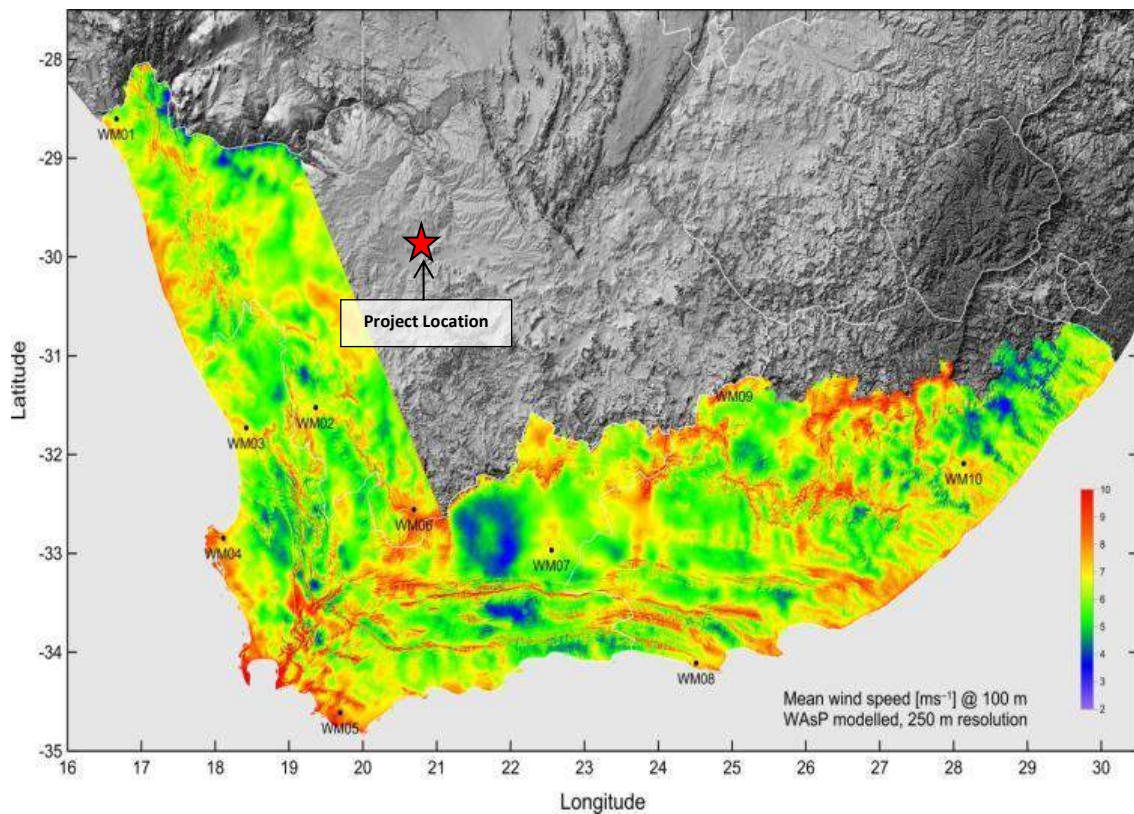 -28
-29
-30
-31
-32
-33
-34
-35
Latitude
WM01
Project Location
WM09
WM02
WM03
WM10
WM06
WM04
WM07
WM08
WM05
10
9
8
7
6
5
4
3
2
Mean wind speed [ms⁻¹] @ 100 m
WAsP modelled, 250 m resolution
16 17 18 19 20 21 22 23 24 25 26 27 28 29 30
Longitude